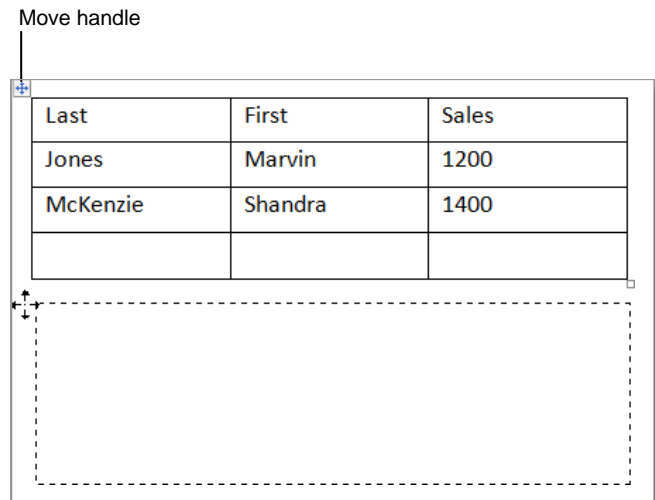 Move handle
Last First Sales
Jones Marvin 1200
McKenzie Shandra 1400